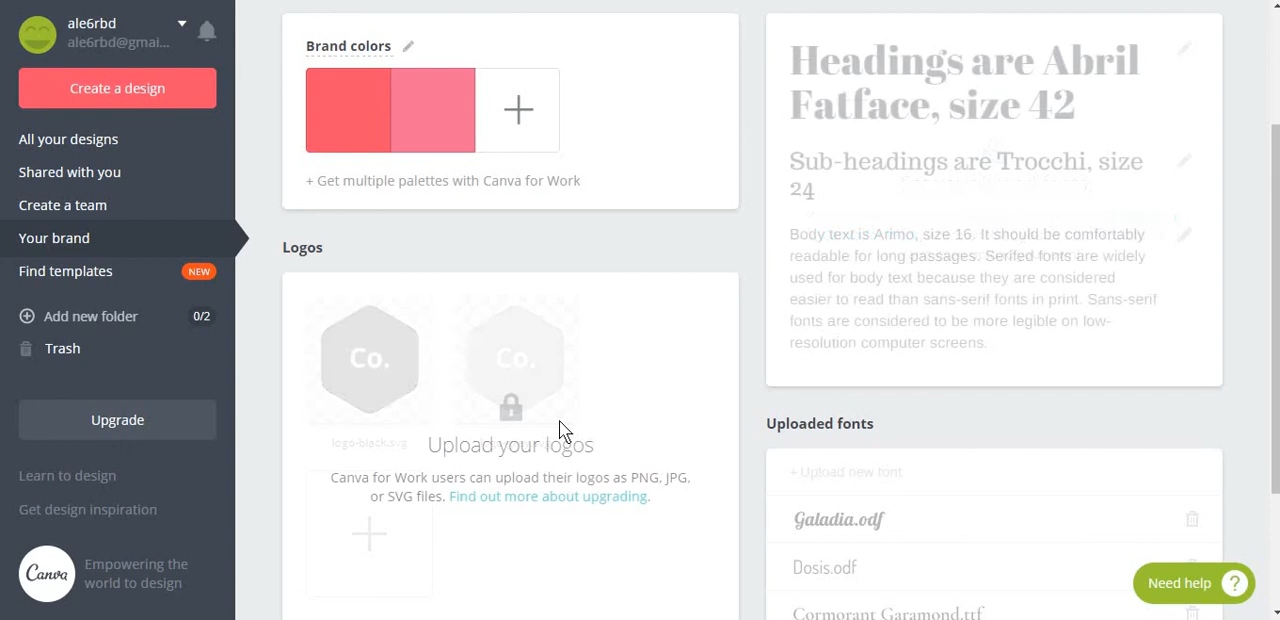 ale6rbd
ale6rbd@gmai...
Create a design
All your designs
Shared with you
Create a team
Your brand
Find templates NEW
Add new folder 0/2
Trash
Upgrade
Learn to design
Get design inspiration
Canva
Empowering the
world to design
Brand colors
+ Get multiple palettes with Canva for Work
Logos
Co. Co.
logo-black.svg
Upload your logos
Canva for Work users can upload their logos as PNG, JPG,
or SVG files. Find out more about upgrading.
Headings are Abril
Fatface, size 42
Sub-headings are Trocchi, size
24
Body text is Arimo, size 16. It should be comfortably
readable for long passages. Serifed fonts are widely
used for body text because they are considered
easier to read than sans-serif fonts in print. Sans-serif
fonts are considered to be more legible on low-
resolution computer screens.
Uploaded fonts
+ Upload new font
Galadia.odf
Dosis.odf
Cormorant Garamond.ttf
Need help ?